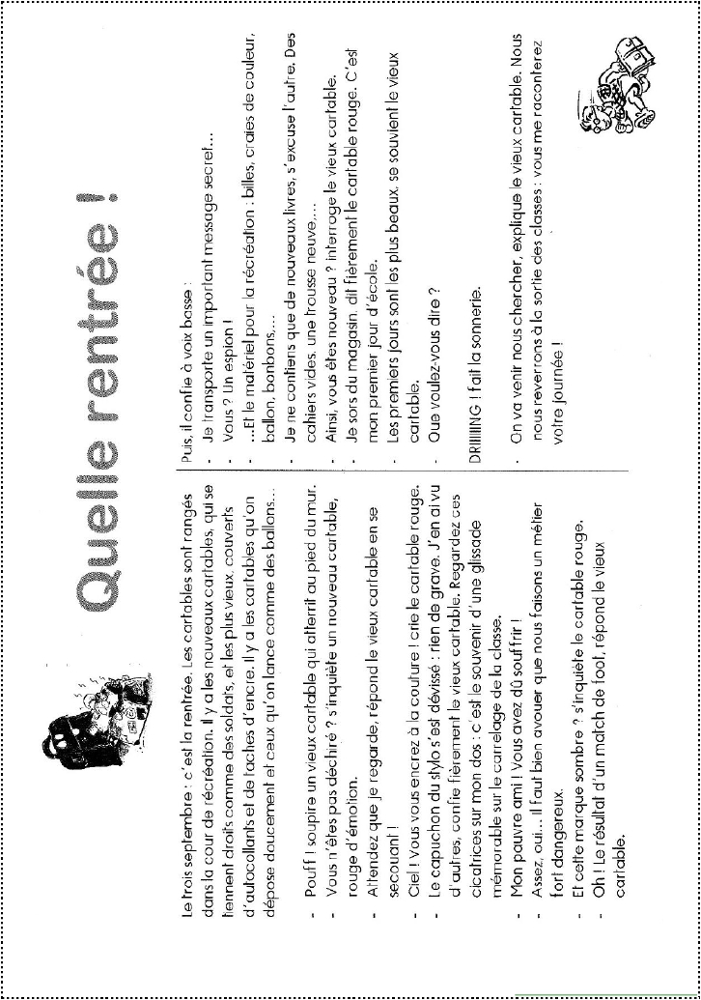 Quelle rentrée !
Le trois septembre : c'est la rentrée. Les cartables sont rangés
dans la cour de récréation. Il y a les nouveaux cartables, qui se
tiennent droits comme des soldats, et les plus vieux, couverts
d'autocollants et de taches d'encre. Il y a les cartables qu'on
dépose doucement et ceux qu'on lance comme des ballons...
- Pouff ! soupire un vieux cartable qui atterrit au pied du mur.
- Vous n'êtes pas déchiré ? s'inquiète un nouveau cartable,
rouge d'émotion.
- Attendez que je regarde, répond le vieux cartable en se
secouant !
- Ciel ! Vous vous encrez à la couture ! crie le cartable rouge.
- Le capuchon du stylo s'est dévissé : rien de grave. J'en ai vu
d'autres, confie fièrement le vieux cartable. Regardez ces
cicatrices sur mon dos : c'est le souvenir d'une glissade
mémorable sur le carrelage de la classe.
- Mon pauvre ami ! Vous avez dû souffrir !
- Assez, oui... Il faut bien avouer que nous faisons un métier
fort dangereux.
- Et cette marque sombre ? s'inquiète le cartable rouge.
- Oh ! Le résultat d'un match de foot, répond le vieux
cartable.
Puis, il confie à voix basse :
- Je transporte un important message secret...
- Vous ? Un espion !
- ...Et le matériel pour la récréation : billes, craies de couleur,
ballon, bonbons,...
- Je ne contiens que de nouveaux livres, s'excuse l'autre. Des
cahiers vides, une trousse neuve,...
- Ainsi, vous êtes nouveau ? interroge le vieux cartable.
- Je sors du magasin, dit fièrement le cartable rouge. C'est
mon premier jour d'école.
- Les premiers jours sont les plus beaux, se souvient le vieux
cartable.
- Que voulez-vous dire ?
DRIIIIIING ! fait la sonnerie.
- On va venir nous chercher, explique le vieux cartable. Nous
nous reverrons à la sortie des classes : vous me raconterez
votre journée !